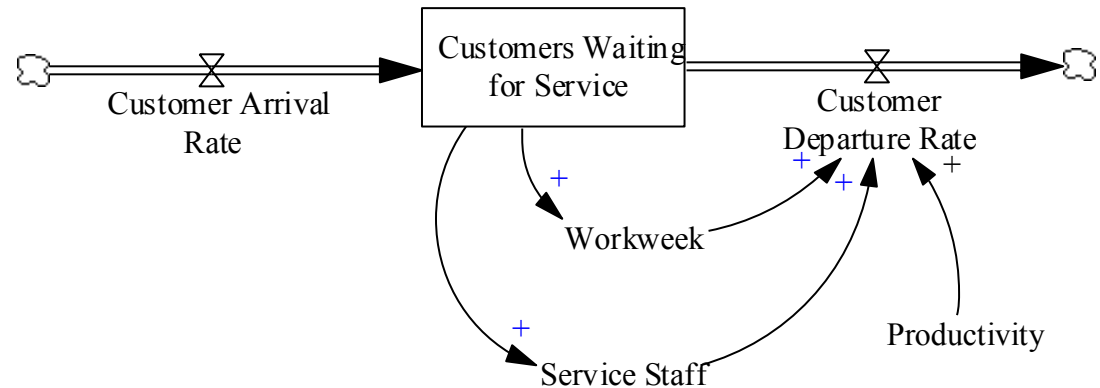 Customers Waiting
for Service
Customer Arrival
Rate
Customer
Departure Rate
+
+
+
+
Workweek
+
Productivity
Service Staff